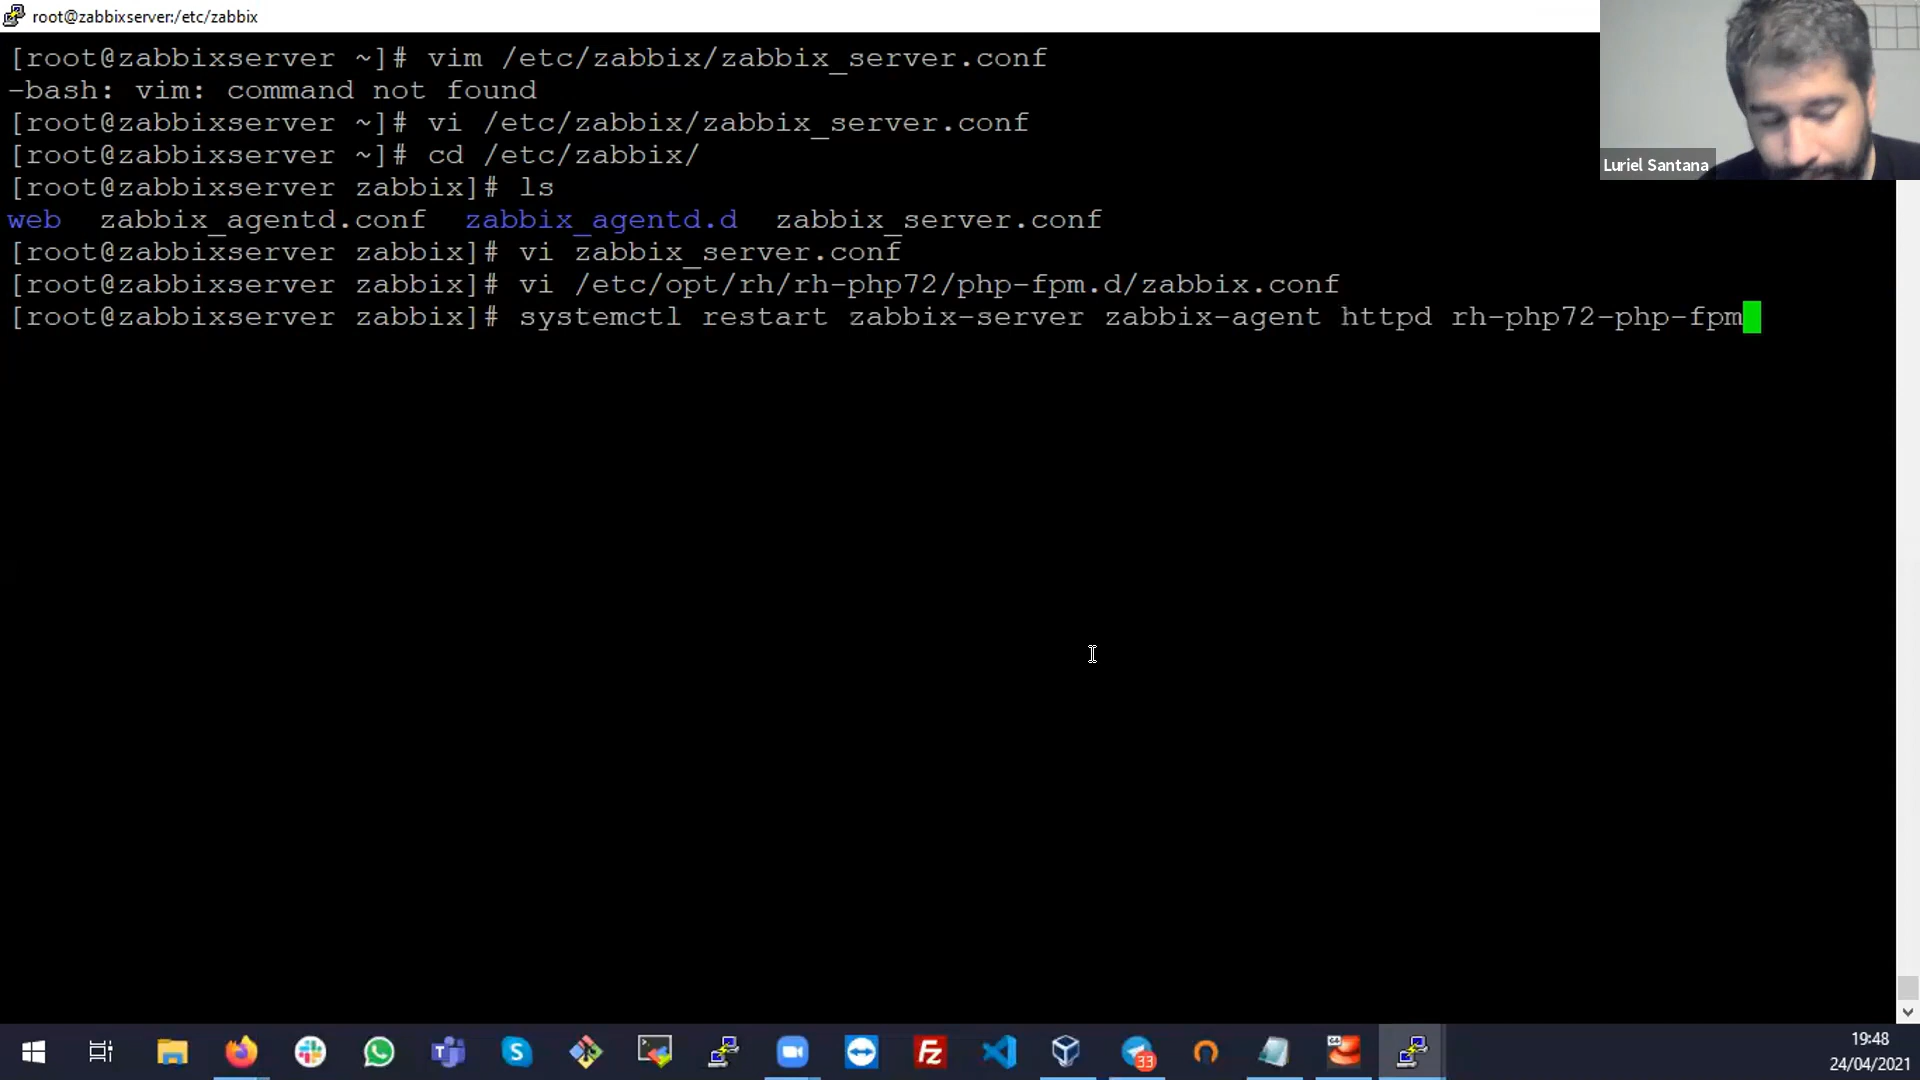 root@zabbixserver:/etc/zabbix
[root@zabbixserver ~]# vim /etc/zabbix/zabbix_server.conf
-bash: vim: command not found
[root@zabbixserver ~]# vi /etc/zabbix/zabbix_server.conf
[root@zabbixserver ~]# cd /etc/zabbix/
[root@zabbixserver zabbix]# ls
web  zabbix_agentd.conf  zabbix_agentd.d  zabbix_server.conf
[root@zabbixserver zabbix]# vi zabbix_server.conf
[root@zabbixserver zabbix]# vi /etc/opt/rh/rh-php72/php-fpm.d/zabbix.conf
[root@zabbixserver zabbix]# systemctl restart zabbix-server zabbix-agent httpd rh-php72-php-fpm
Luriel Santana
S
33
64
19:48
24/04/2021